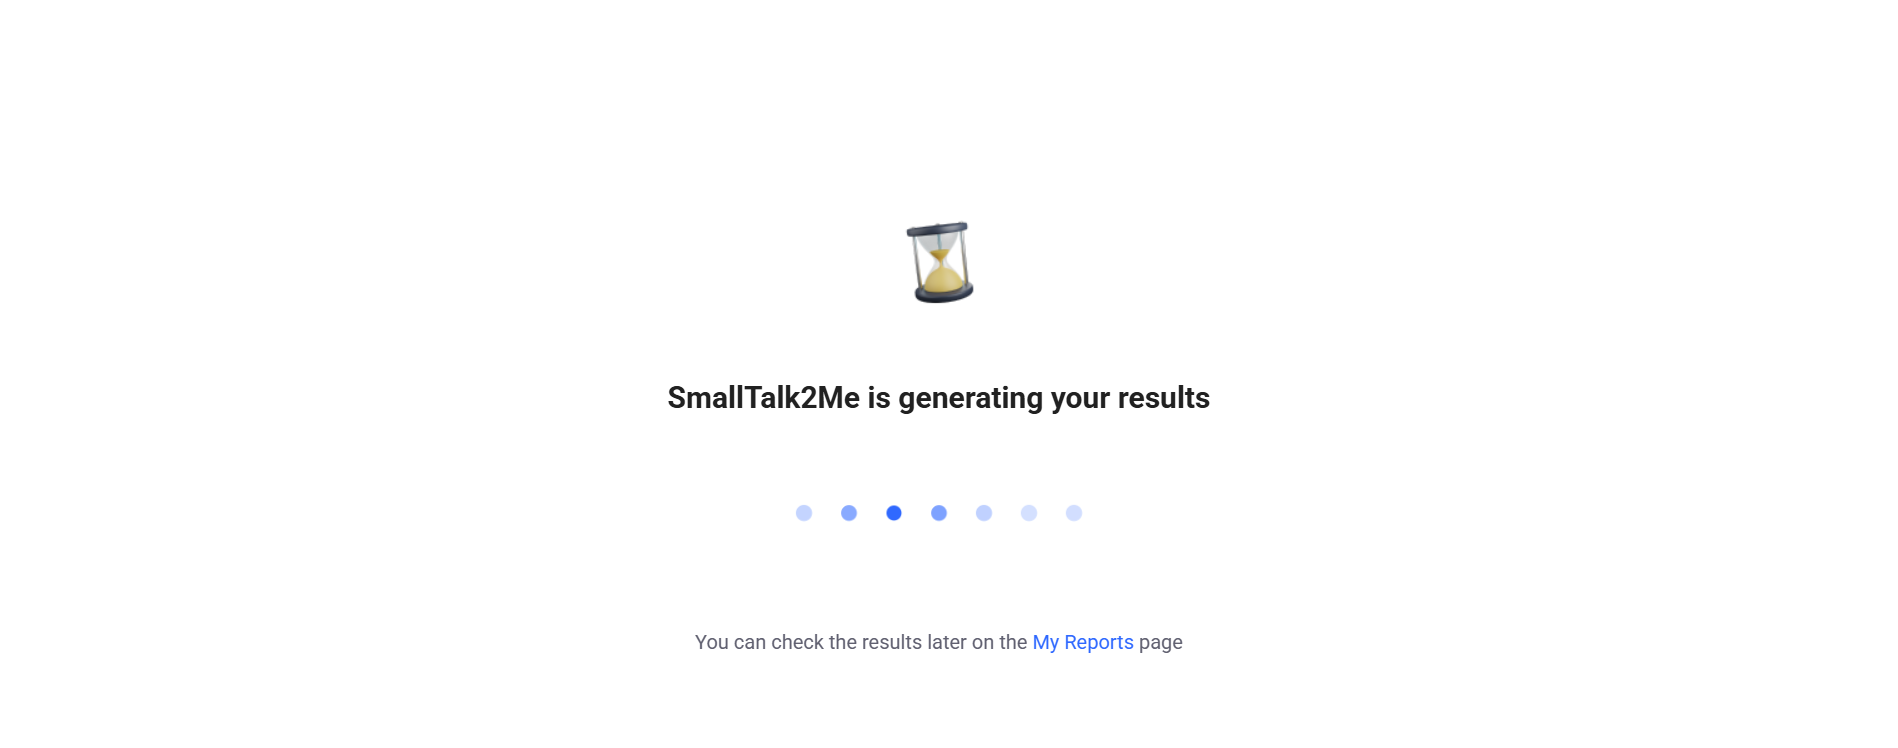 SmallTalk2Me is generating your results
You can check the results later on the My Reports page